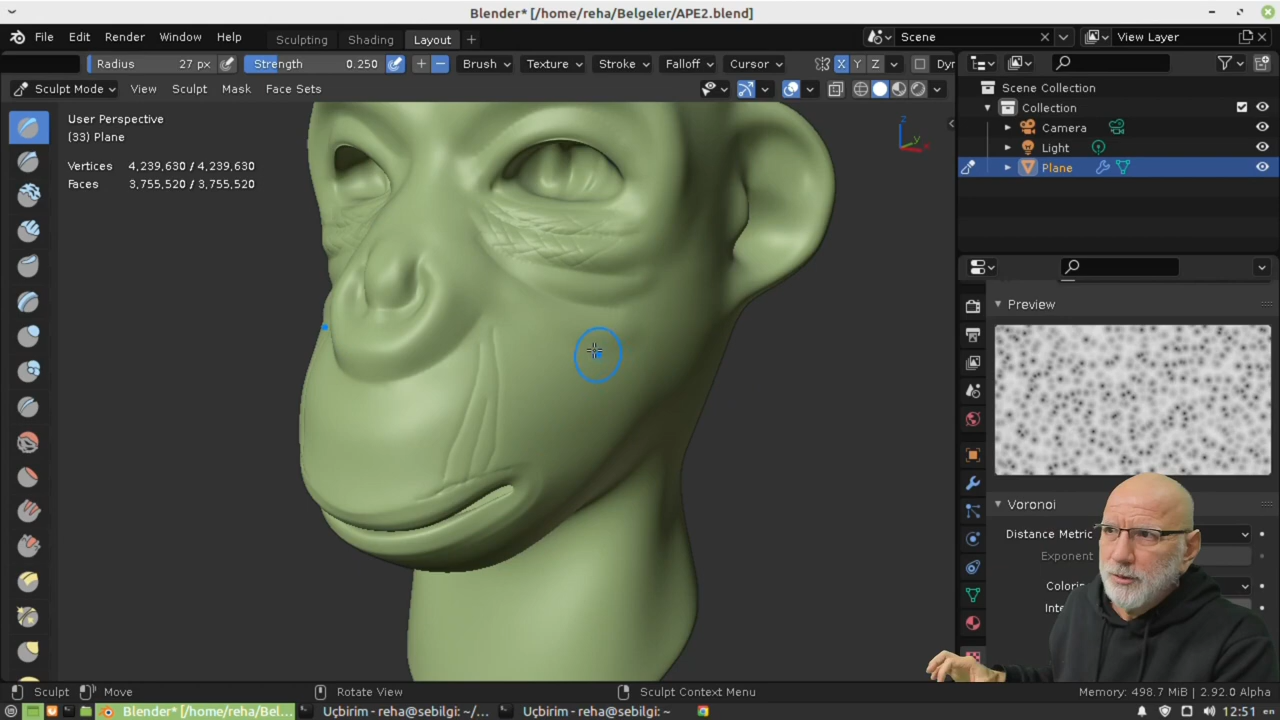 Blender* [/home/reha/Belgeler/APE2.blend]
File Edit Render Window Help Sculpting Shading Layout + Scene View Layer
Radius 27 px Strength 0.250 Brush Texture Stroke Falloff Cursor X Y Z Dyn
Sculpt Mode View Sculpt Mask Face Sets
User Perspective
(33) Plane
Vertices 4,239,630 / 4,239,630
Faces 3,755,520 / 3,755,520
Z
Y
Scene Collection
Collection
Camera
Light
Plane
Preview
Voronoi
Distance Metric
Exponent
Sculpt Move Rotate View Sculpt Context Menu Memory: 498.7 MiB | 2.92.0 Alpha
Blender* [/home/reha/Bel... Uçbirim - reha@sebilgi: ~/... Uçbirim - reha@sebilgi: ~ 12:51 en